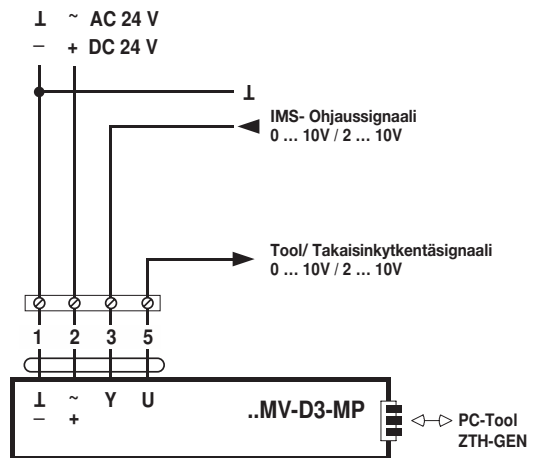 ⊥ ~ AC 24 V
– + DC 24 V
⊥
IMS- Ohjaussignaali
0 ... 10V / 2 ... 10V
Tool/ Takaisinkytkentäsignaali
0 ... 10V / 2 ... 10V
1 2 3 5
⊥ ~ Y U
– +
..MV-D3-MP
PC-Tool
ZTH-GEN